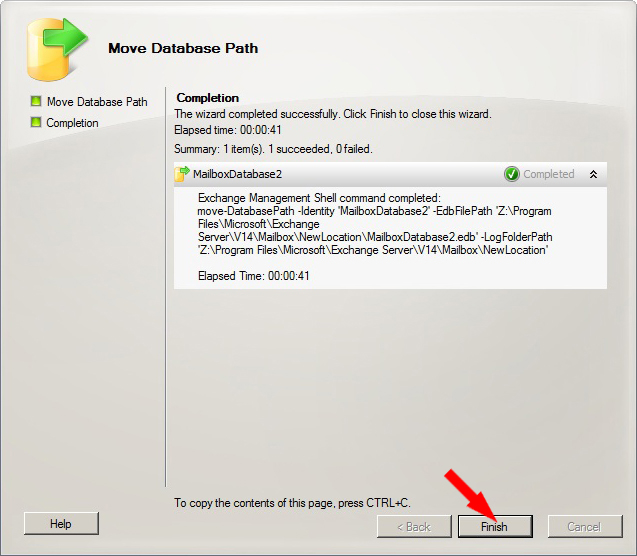 Move Database Path
Move Database Path
Completion
Completion
The wizard completed successfully. Click Finish to close this wizard.
Elapsed time: 00:00:41
Summary: 1 item(s). 1 succeeded, 0 failed.
MailboxDatabase2
Completed
Exchange Management Shell command completed:
move-DatabasePath -Identity 'MailboxDatabase2' -EdbFilePath 'Z:\Program
Files\Microsoft\Exchange
Server\V14\Mailbox\NewLocation\MailboxDatabase2.edb' -LogFolderPath
'Z:\Program Files\Microsoft\Exchange Server\V14\Mailbox\NewLocation'
Elapsed Time: 00:00:41
To copy the contents of this page, press CTRL+C.
Help
< Back
Finish
Cancel